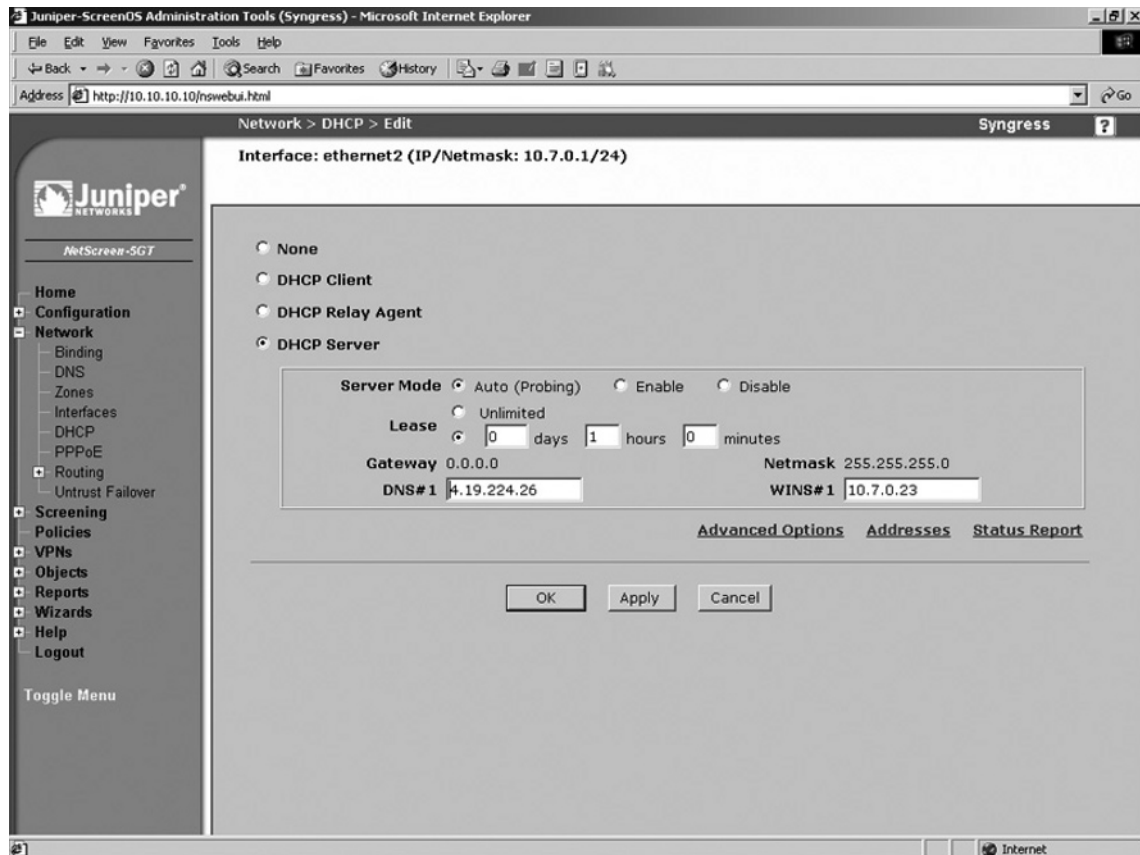 Juniper-ScreenOS Administration Tools (Syngress) - Microsoft Internet Explorer
File Edit View Favorites Tools Help
Back Search Favorites History
Address http://10.10.10.10/nswebui.html Go
Network > DHCP > Edit Syngress ?
Interface: ethernet2 (IP/Netmask: 10.7.0.1/24)
Juniper®
NETWORKS
NetScreen-5GT
Home
Configuration
Network
Binding
DNS
Zones
Interfaces
DHCP
PPPoE
Routing
Untrust Failover
Screening
Policies
VPNs
Objects
Reports
Wizards
Help
Logout
Toggle Menu
None
DHCP Client
DHCP Relay Agent
DHCP Server
Server Mode Auto (Probing) Enable Disable
Lease Unlimited
0 days 1 hours 0 minutes
Gateway 0.0.0.0 Netmask 255.255.255.0
DNS#1 4.19.224.26 WINS#1 10.7.0.23
Advanced Options Addresses Status Report
OK Apply Cancel
Internet